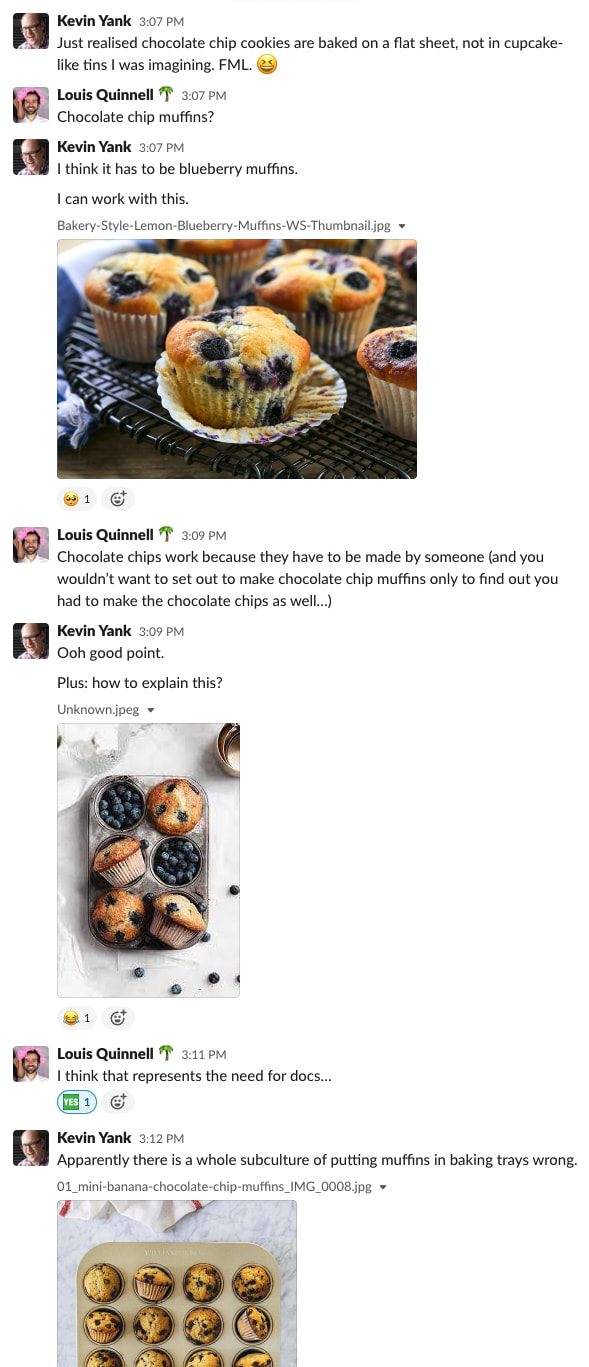 Kevin Yank 3:07 PM
Just realised chocolate chip cookies are baked on a flat sheet, not in cupcake-
like tins I was imagining. FML. 😆
Louis Quinnell 🌴 3:07 PM
Chocolate chip muffins?
Kevin Yank 3:07 PM
I think it has to be blueberry muffins.
I can work with this.
Bakery-Style-Lemon-Blueberry-Muffins-WS-Thumbnail.jpg
🥺 1
Louis Quinnell 🌴 3:09 PM
Chocolate chips work because they have to be made by someone (and you
wouldn’t want to set out to make chocolate chip muffins only to find out you
had to make the chocolate chips as well…)
Kevin Yank 3:09 PM
Ooh good point.
Plus: how to explain this?
Unknown.jpeg
😂 1
Louis Quinnell 🌴 3:11 PM
I think that represents the need for docs…
YES 1
Kevin Yank 3:12 PM
Apparently there is a whole subculture of putting muffins in baking trays wrong.
01_mini-banana-chocolate-chip-muffins_IMG_0008.jpg